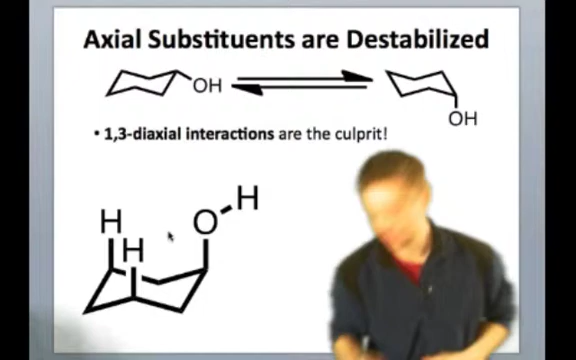 Axial Substituents are Destabilized
OH
OH
• 1,3-diaxial interactions are the culprit!
H
O
H
H